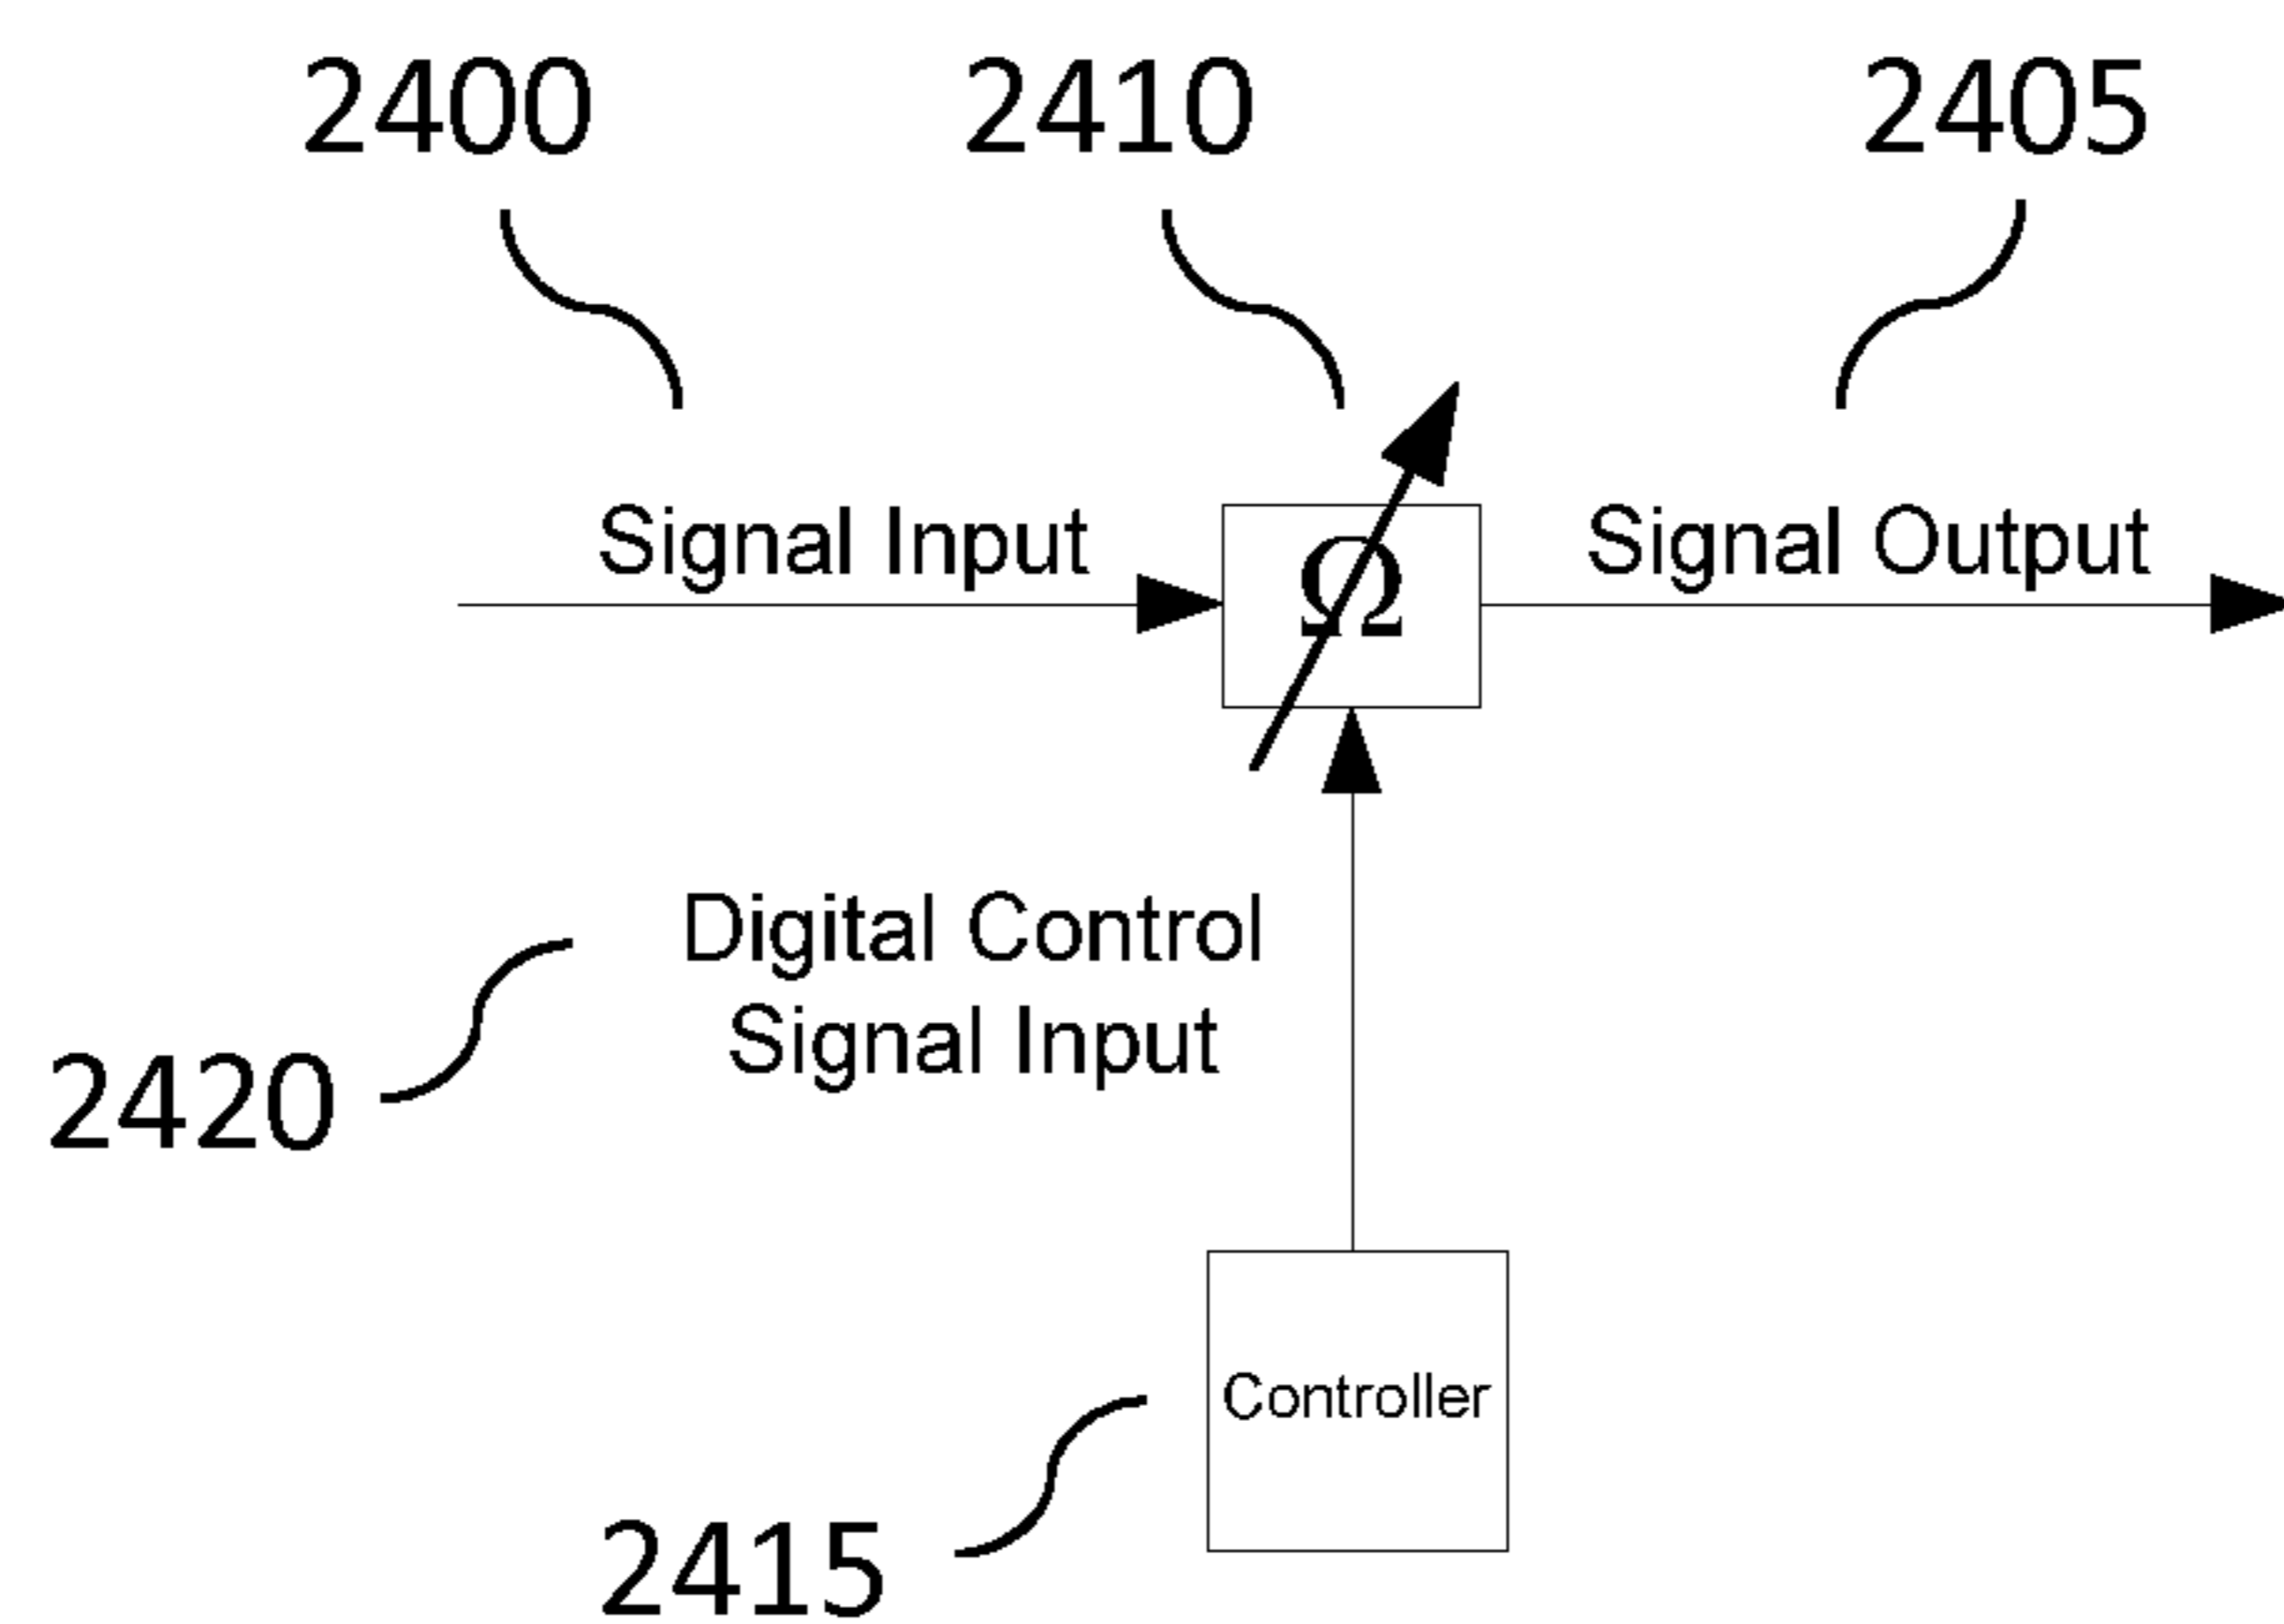 2400
2410
2405
Signal Input
Ω
Signal Output
Digital Control
Signal Input
2420
Controller
2415